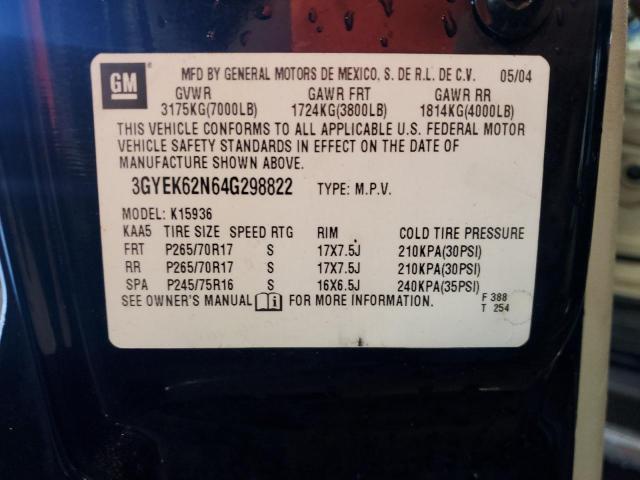 GM MFD BY GENERAL MOTORS DE MEXICO, S. DE R.L. DE C.V. 05/04
GVWR GAWR FRT GAWR RR
3175KG(7000LB) 1724KG(3800LB) 1814KG(4000LB)
THIS VEHICLE CONFORMS TO ALL APPLICABLE U.S. FEDERAL MOTOR
VEHICLE SAFETY STANDARDS IN EFFECT ON THE DATE OF
MANUFACTURE SHOWN ABOVE.
3GYEK62N64G298822 TYPE: M.P.V.
MODEL: K15936
KAA5 TIRE SIZE SPEED RTG RIM COLD TIRE PRESSURE
FRT P265/70R17 S 17X7.5J 210KPA(30PSI)
RR P265/70R17 S 17X7.5J 210KPA(30PSI)
SPA P245/75R16 S 16X6.5J 240KPA(35PSI)
SEE OWNER'S MANUAL FOR MORE INFORMATION.
F 388
T 254